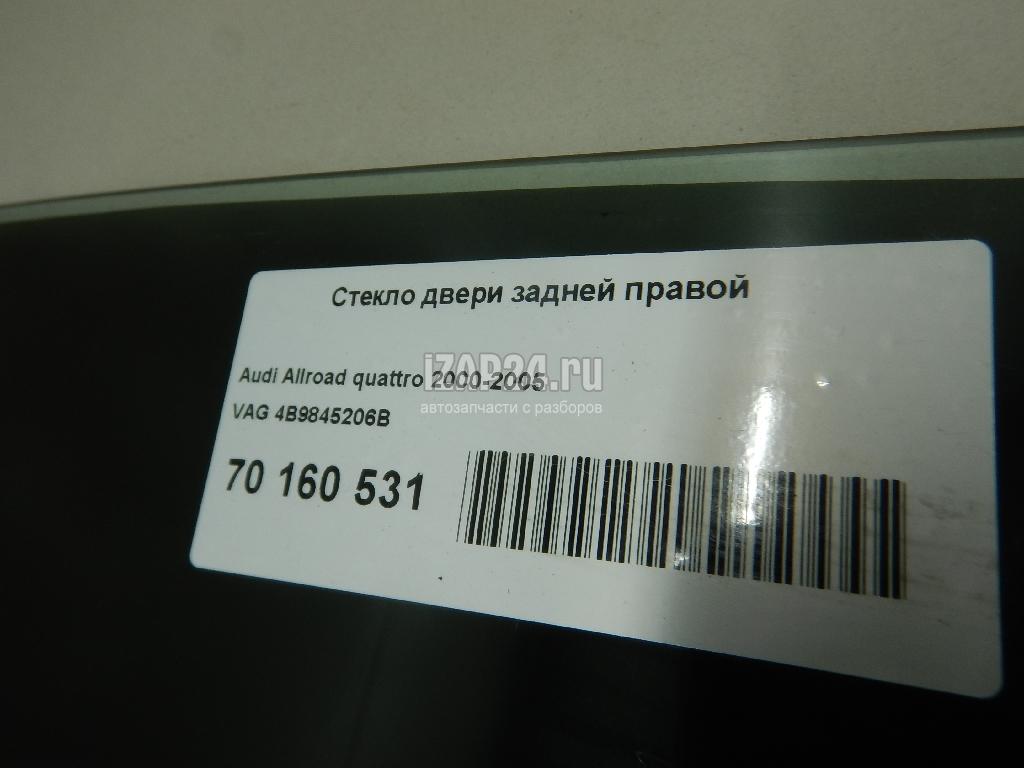 Стекло двери задней правой
Audi Allroad quattro 2000-2005
iZAP24.ru
автозапчасти с разборов
VAG 4B9845206B
70 160 531